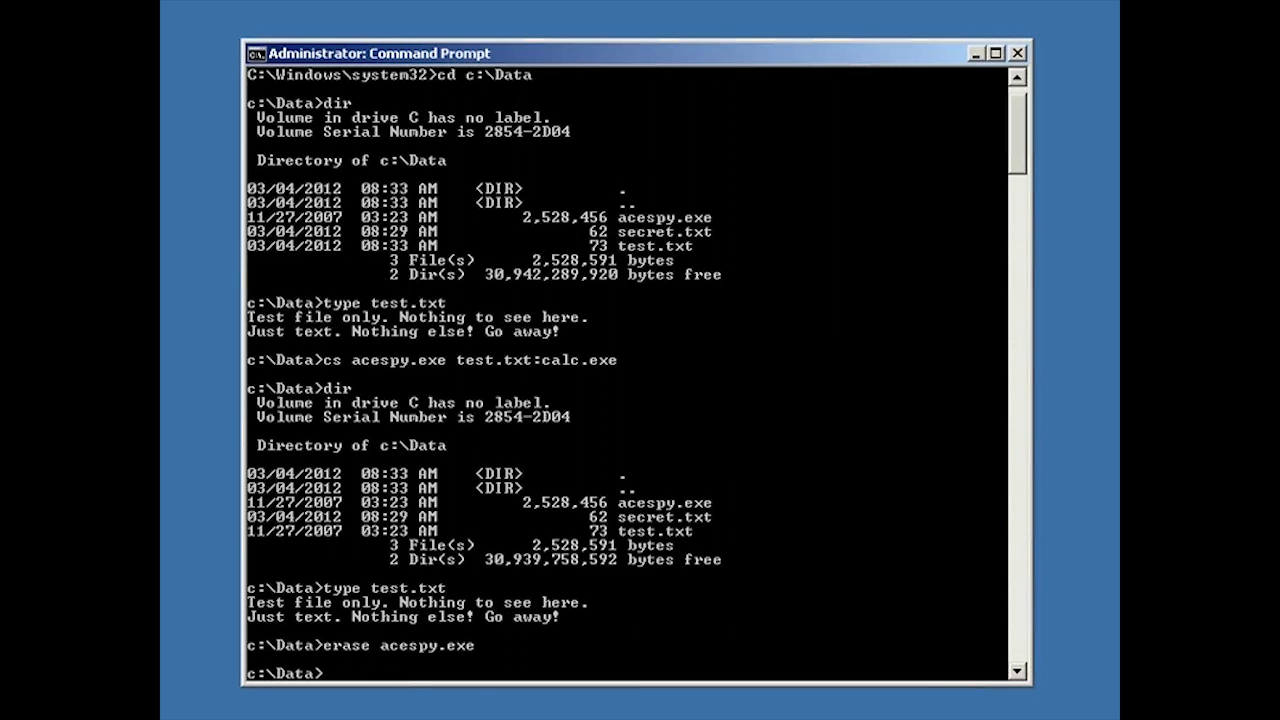 Administrator: Command Prompt
C:\Windows\system32>cd c:\Data
c:\Data>dir
Volume in drive C has no label.
Volume Serial Number is 2854-2D04
Directory of c:\Data
03/04/2012 08:33 AM <DIR> .
03/04/2012 08:33 AM <DIR> ..
11/27/2007 03:23 AM 2,528,456 acespy.exe
03/04/2012 08:29 AM 62 secret.txt
03/04/2012 08:33 AM 73 test.txt
3 File(s) 2,528,591 bytes
2 Dir(s) 30,942,289,920 bytes free
c:\Data>type test.txt
Test file only. Nothing to see here.
Just text. Nothing else! Go away!
c:\Data>cs acespy.exe test.txt:calc.exe
c:\Data>dir
Volume in drive C has no label.
Volume Serial Number is 2854-2D04
Directory of c:\Data
03/04/2012 08:33 AM <DIR> .
03/04/2012 08:33 AM <DIR> ..
11/27/2007 03:23 AM 2,528,456 acespy.exe
03/04/2012 08:29 AM 62 secret.txt
11/27/2007 03:23 AM 73 test.txt
3 File(s) 2,528,591 bytes
2 Dir(s) 30,939,758,592 bytes free
c:\Data>type test.txt
Test file only. Nothing to see here.
Just text. Nothing else! Go away!
c:\Data>erase acespy.exe
c:\Data>